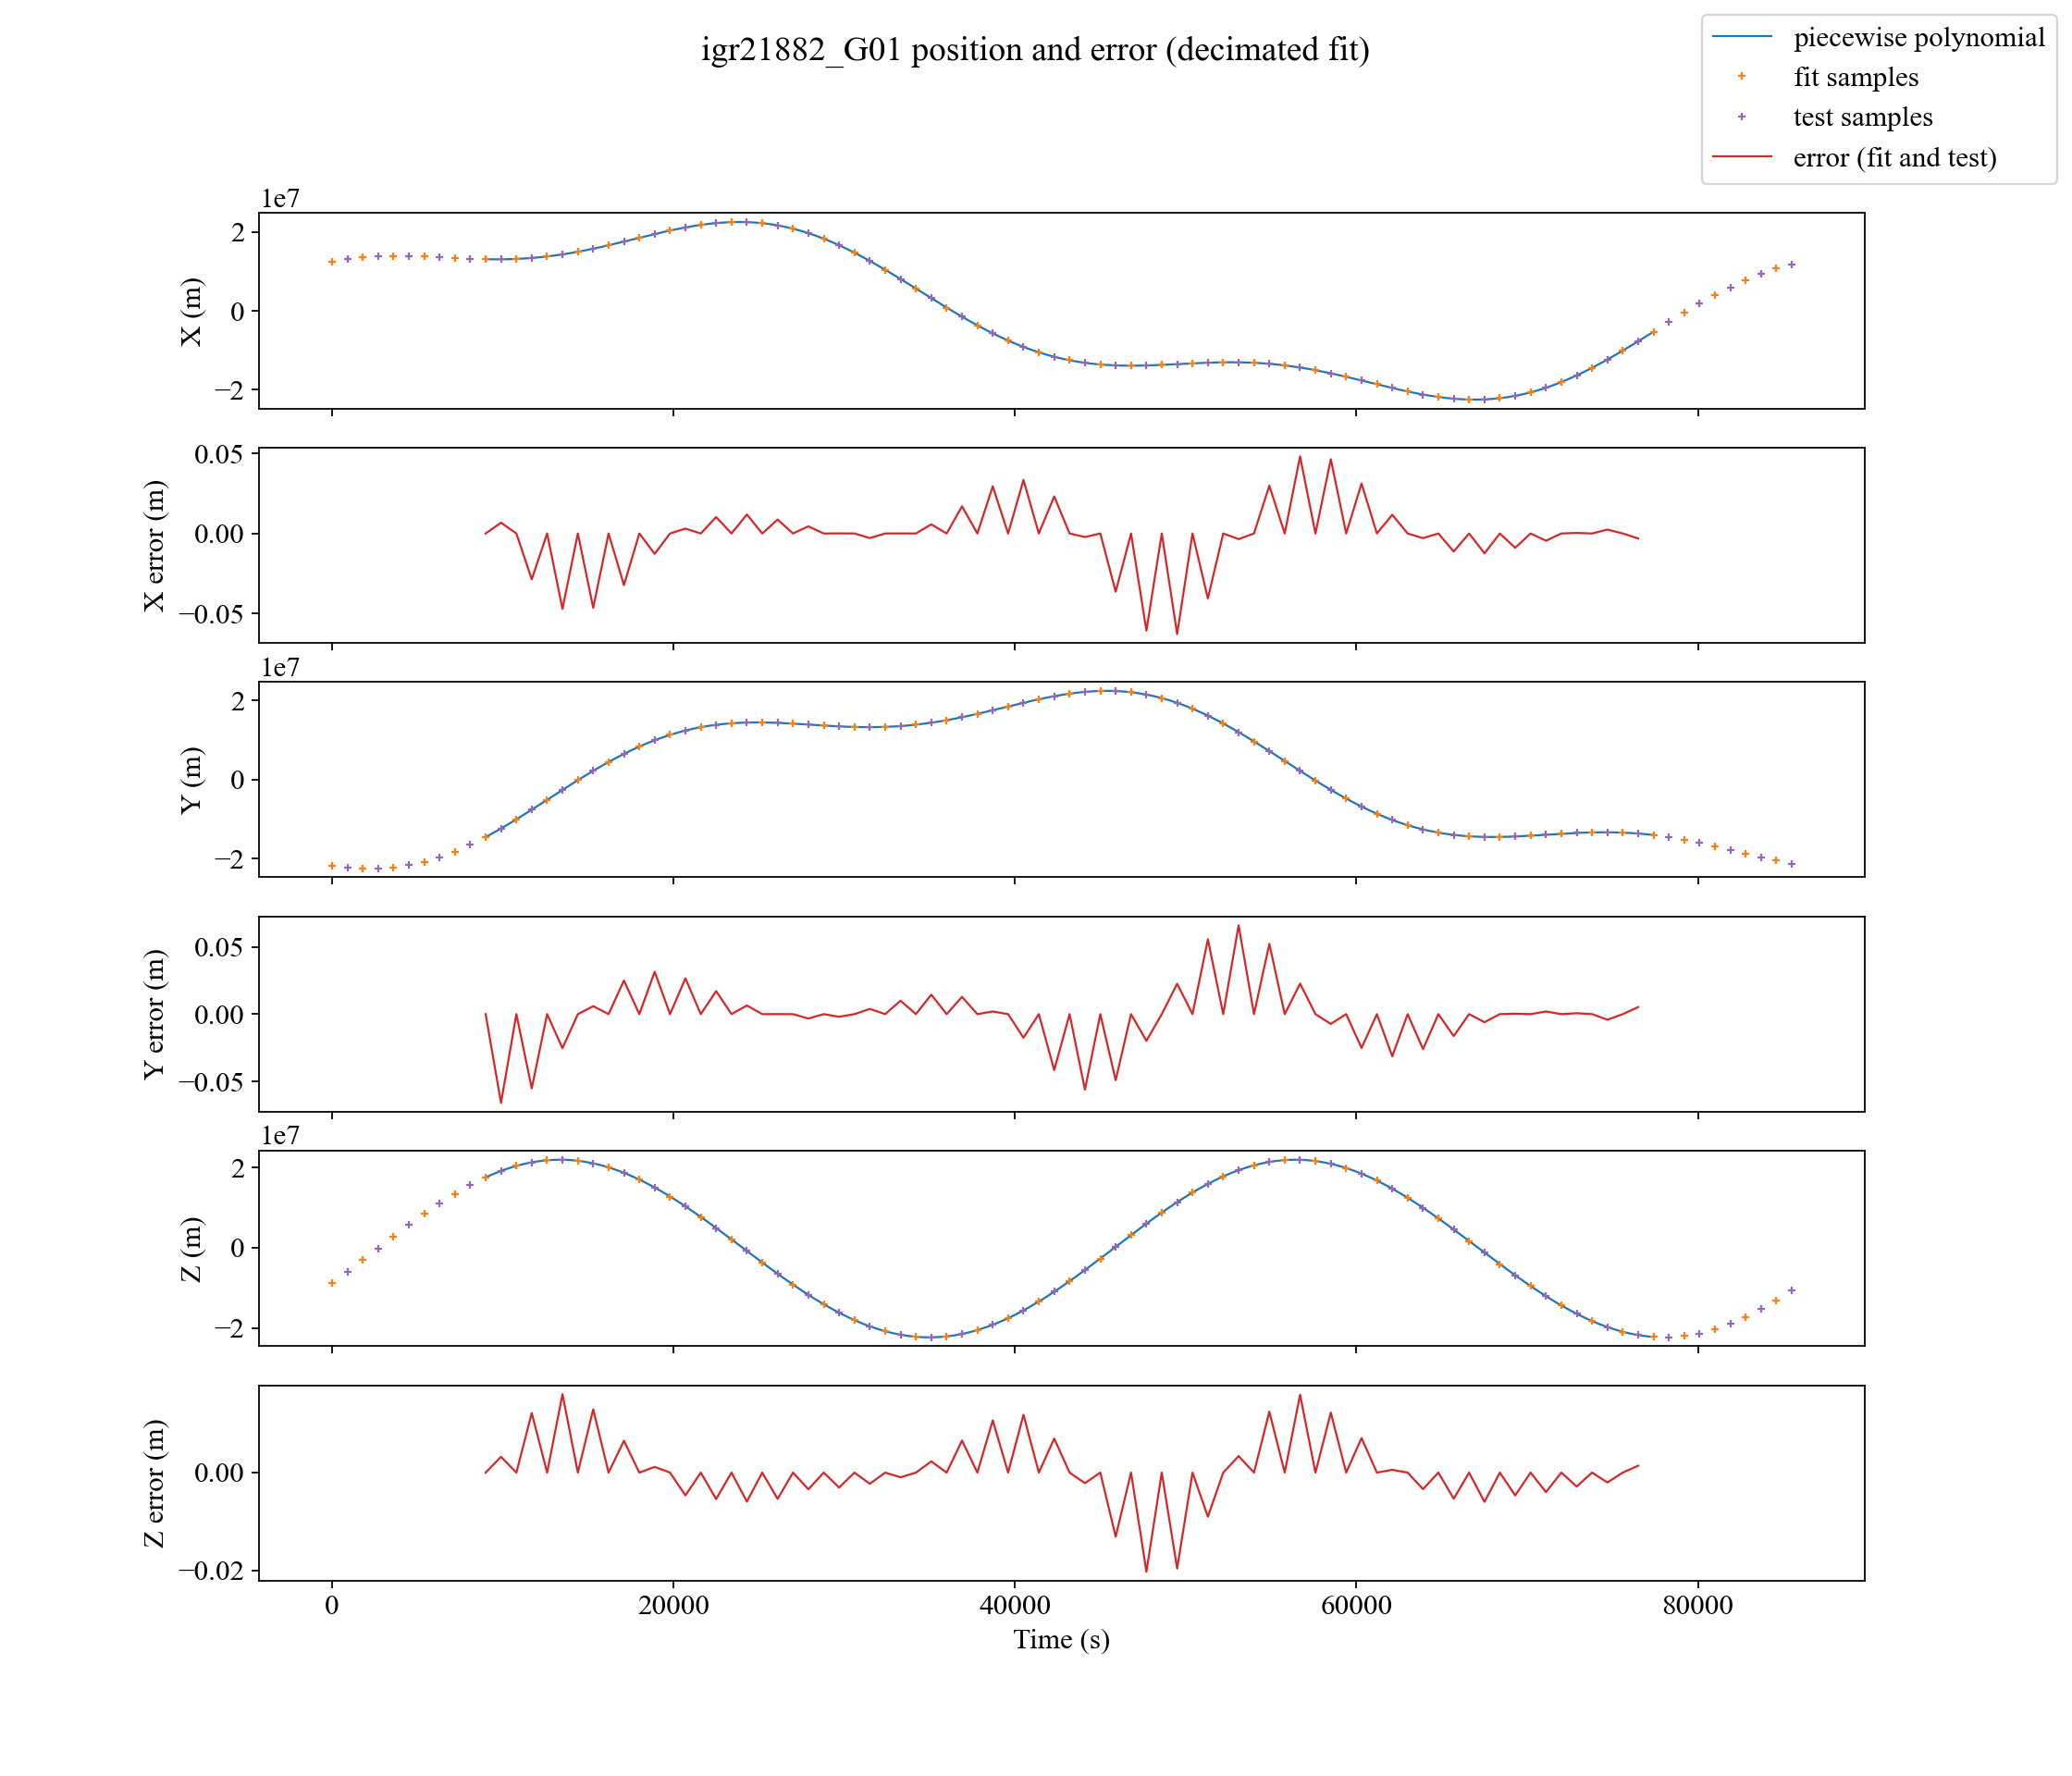 igr21882_G01 position and error (decimated fit)
piecewise polynomial
fit samples
test samples
error (fit and test)
1e7
2
0
−2
X (m)
0.05
0.00
−0.05
X error (m)
1e7
2
0
−2
Y (m)
0.05
0.00
−0.05
Y error (m)
1e7
2
0
−2
Z (m)
0.00
−0.02
Z error (m)
0 20000 40000 60000 80000
Time (s)